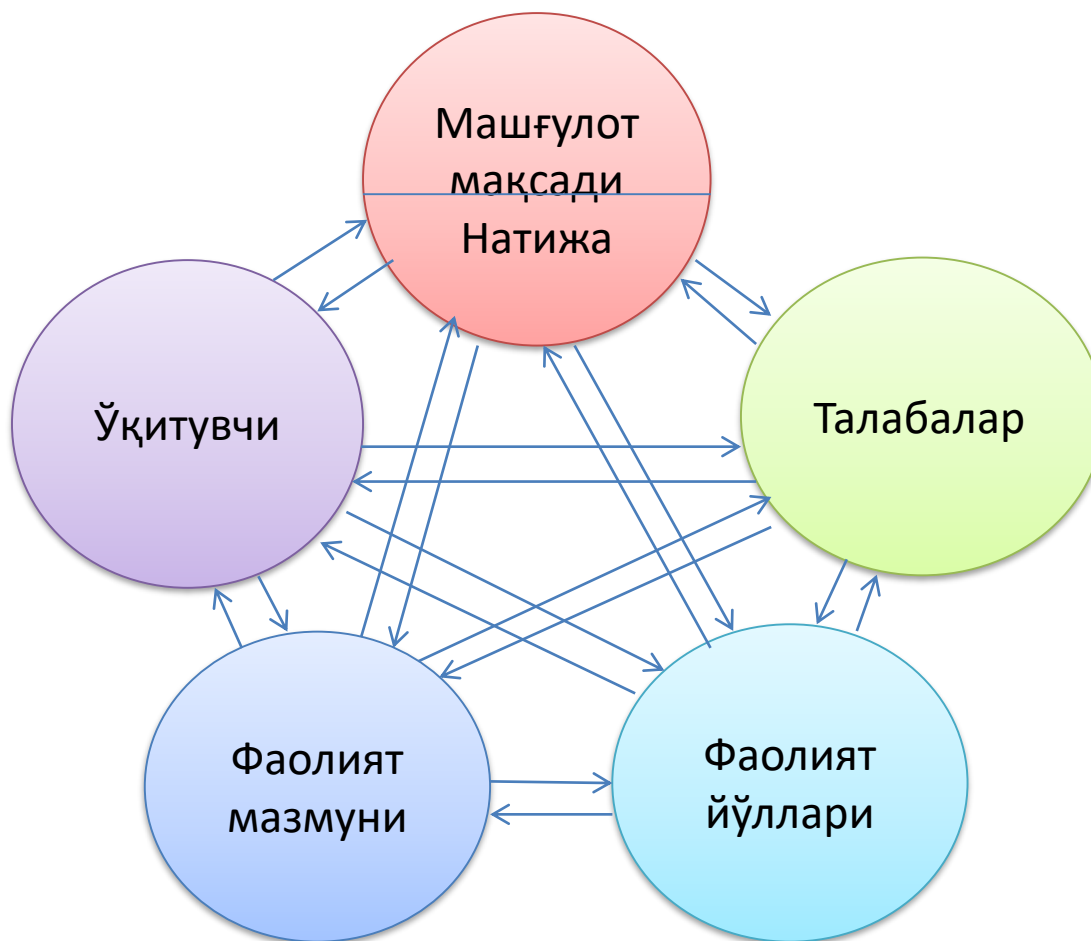 Машғулот
мақсади
Натижа
Ўқитувчи
Талабалар
Фаолият
мазмуни
Фаолият
йўллари